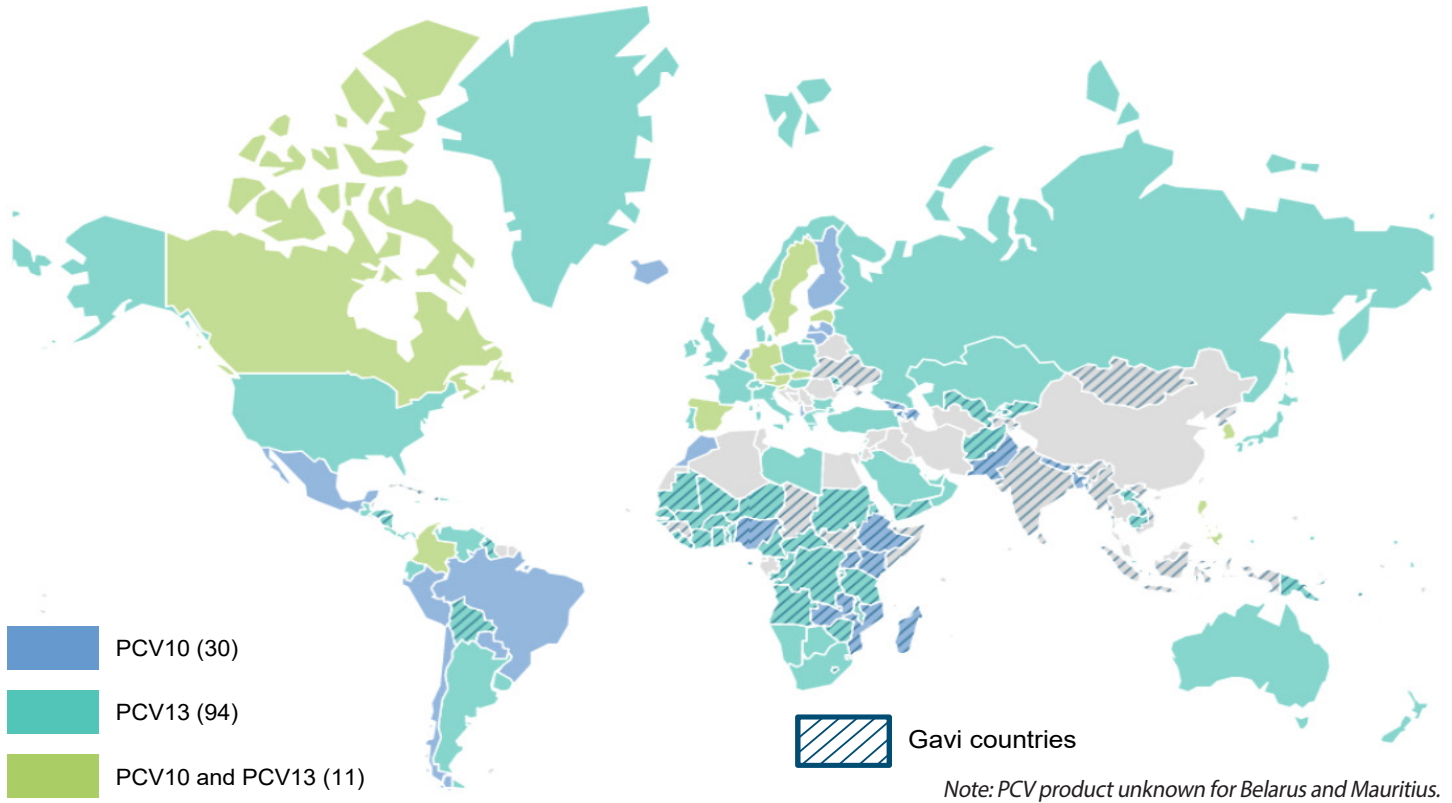 PCV10 (30)
PCV13 (94)
PCV10 and PCV13 (11)
Gavi countries
Note: PCV product unknown for Belarus and Mauritius.